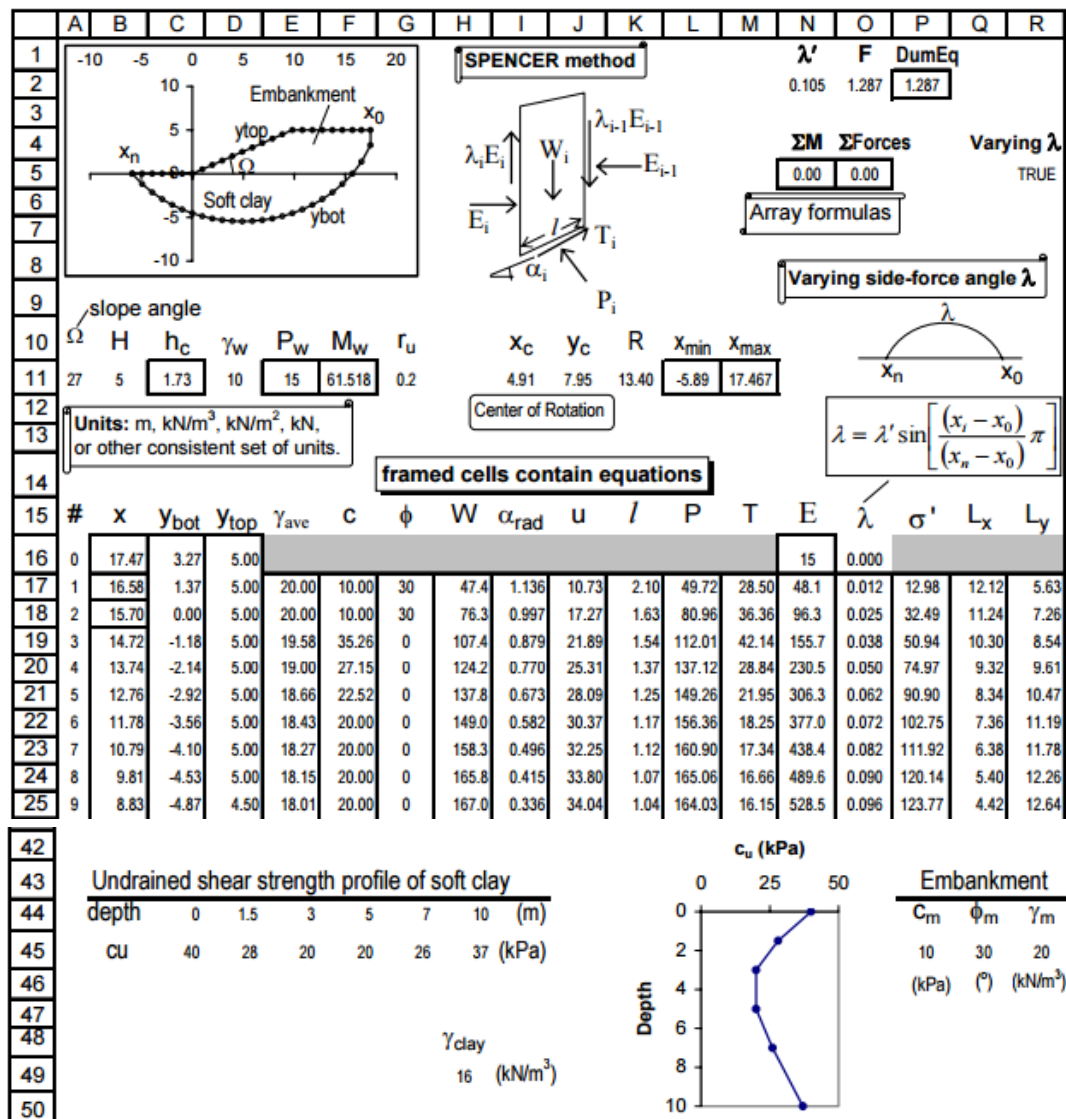 A B C D E F G H I J K L M N O P Q R
1
-10 -5 0 5 10 15 20
SPENCER method
λ' F DumEq
2
10
0.105 1.287 1.287
3
Embankment
x0
4
5
ytop
xn
λiEi Wi λi-1Ei-1
ΣM ΣForces Varying λ
5
0
Ω
Ei-1
0.00 0.00 TRUE
6
Soft clay
Array formulas
7
-5
ybot
Ei l Ti
8
-10
αi
Varying side-force angle λ
9
slope angle
Pi
λ
10 Ω H hc γw Pw Mw ru xc yc R xmin xmax
xn x0
11 27 5 1.73 10 15 61.518 0.2 4.91 7.95 13.40 -5.89 17.467
12
Units: m, kN/m³, kN/m², kN,
Center of Rotation
13
or other consistent set of units.
λ = λ' sin[(xi − x0)/(xn − x0) π]
14
framed cells contain equations
15 # x ybot ytop γave c ϕ W αrad u l P T E λ σ' Lx Ly
16 0 17.47 3.27 5.00 15 0.000
17 1 16.58 1.37 5.00 20.00 10.00 30 47.4 1.136 10.73 2.10 49.72 28.50 48.1 0.012 12.98 12.12 5.63
18 2 15.70 0.00 5.00 20.00 10.00 30 76.3 0.997 17.27 1.63 80.96 36.36 96.3 0.025 32.49 11.24 7.26
19 3 14.72 -1.18 5.00 19.58 35.26 0 107.4 0.879 21.89 1.54 112.01 42.14 155.7 0.038 50.94 10.30 8.54
20 4 13.74 -2.14 5.00 19.00 27.15 0 124.2 0.770 25.31 1.37 137.12 28.84 230.5 0.050 74.97 9.32 9.61
21 5 12.76 -2.92 5.00 18.66 22.52 0 137.8 0.673 28.09 1.25 149.26 21.95 306.3 0.062 90.90 8.34 10.47
22 6 11.78 -3.56 5.00 18.43 20.00 0 149.0 0.582 30.37 1.17 156.36 18.25 377.0 0.072 102.75 7.36 11.19
23 7 10.79 -4.10 5.00 18.27 20.00 0 158.3 0.496 32.25 1.12 160.90 17.34 438.4 0.082 111.92 6.38 11.78
24 8 9.81 -4.53 5.00 18.15 20.00 0 165.8 0.415 33.80 1.07 165.06 16.66 489.6 0.090 120.14 5.40 12.26
25 9 8.83 -4.87 4.50 18.01 20.00 0 167.0 0.336 34.04 1.04 164.03 16.15 528.5 0.096 123.77 4.42 12.64
42
cu (kPa)
43 Undrained shear strength profile of soft clay
0 25 50
Embankment
44 depth 0 1.5 3 5 7 10 (m)
0
cm ϕm γm
45 cu 40 28 20 20 26 37 (kPa)
2
10 30 20
46
4
(kPa) (°) (kN/m³)
47
Depth
6
48
γclay
8
49
16 (kN/m³)
50
10